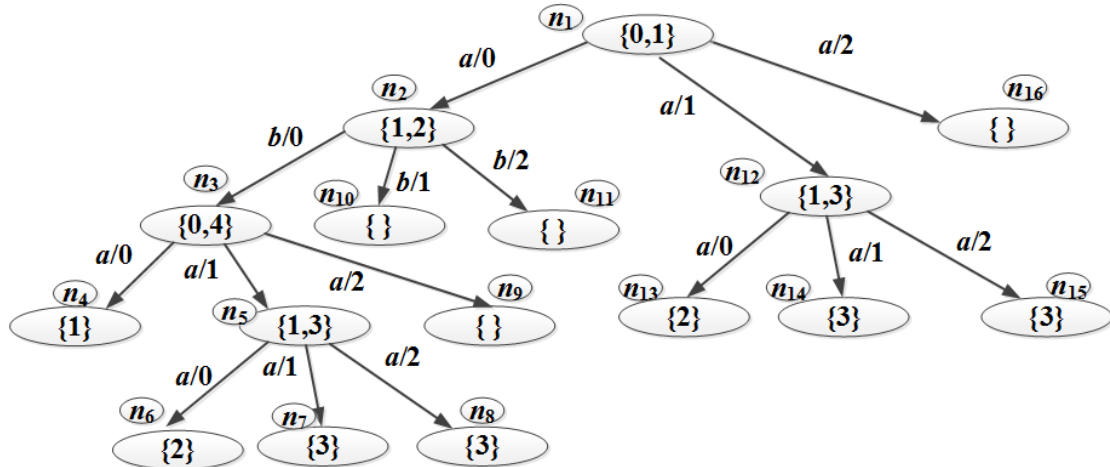 n1
{0,1}
a/0
a/1
a/2
n2
{1,2}
n16
{ }
b/0
b/1
b/2
n3
{0,4}
n10
{ }
n11
{ }
n12
{1,3}
a/0
a/1
a/2
a/0
a/1
a/2
n4
{1}
n5
{1,3}
n9
{ }
n13
{2}
n14
{3}
n15
{3}
a/0
a/1
a/2
n6
{2}
n7
{3}
n8
{3}